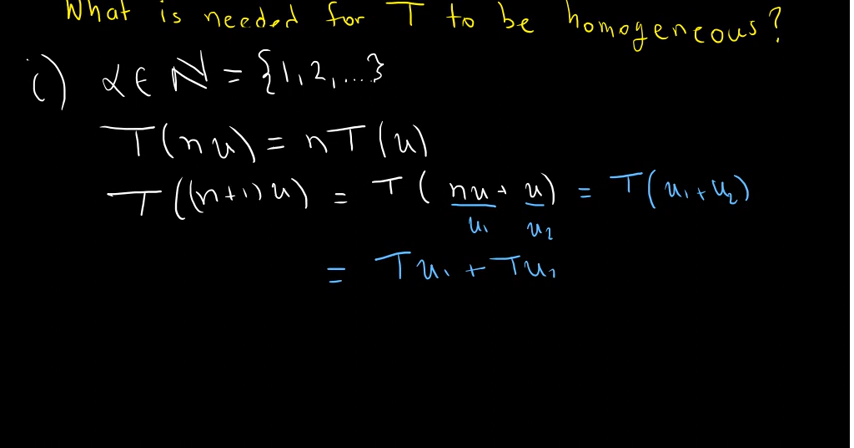 What is needed for T to be homogeneous?
i) α ∈ ℕ = {1, 2, ...}
T(nu) = nT(u)
T((n+1)u) = T(nu + u) = T(u₁+u₂)
u₁ u₂
= Tu₁ + Tu₂